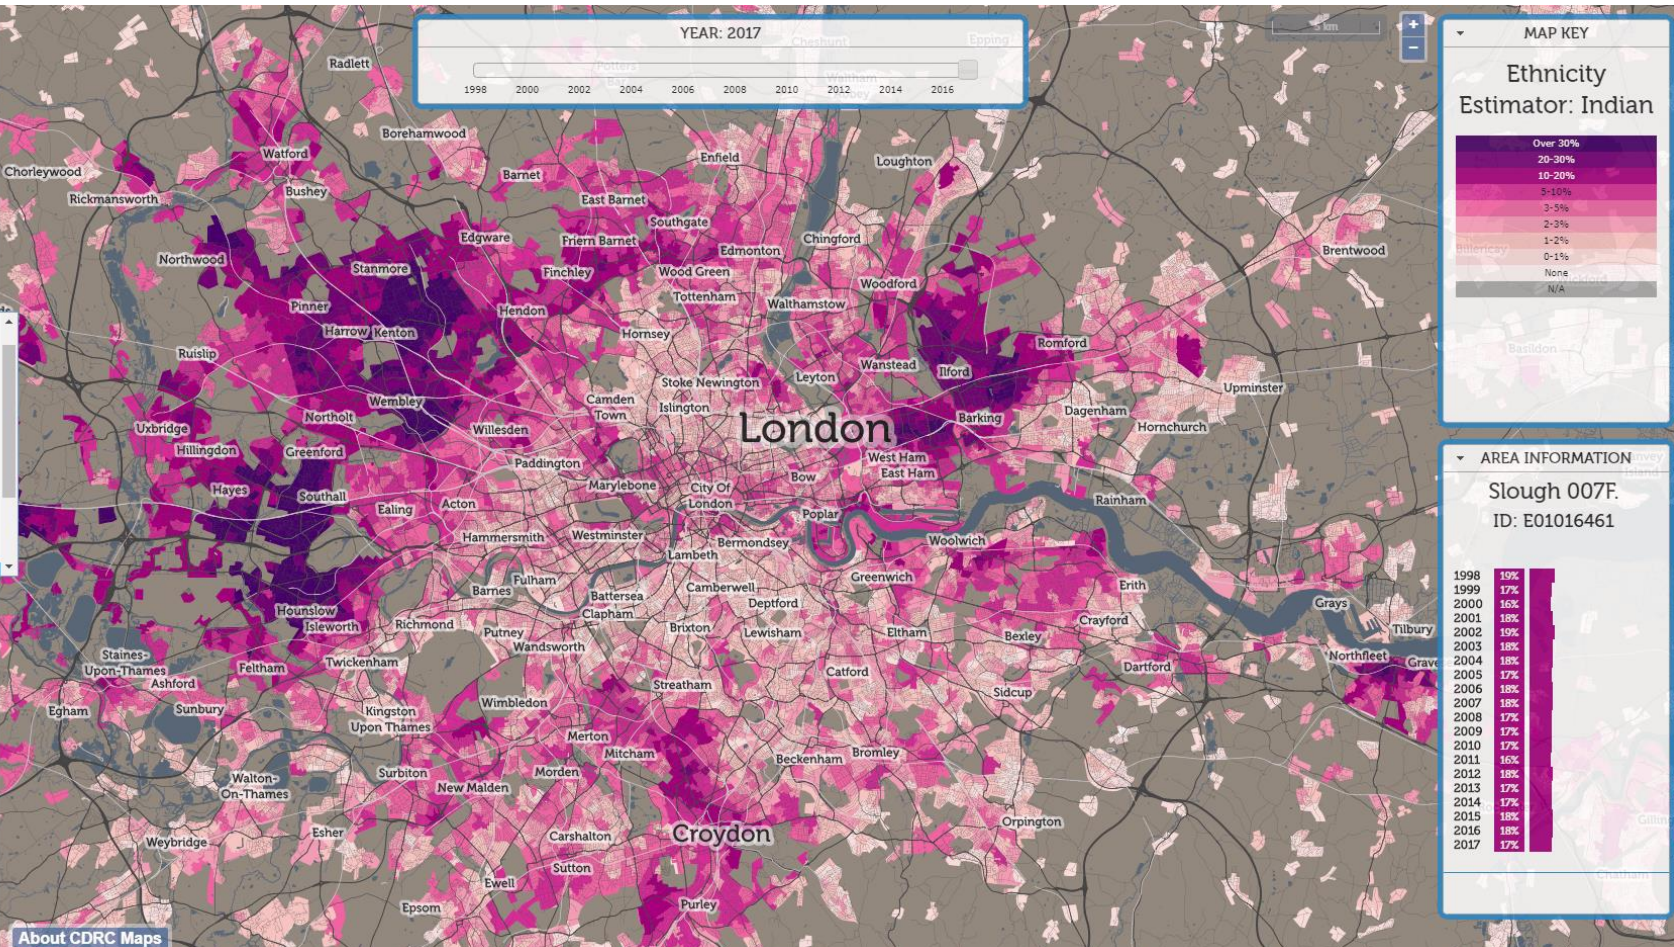 YEAR: 2017
1998 2000 2002 2004 2006 2008 2010 2012 2014 2016
5 km
+
−
MAP KEY
Ethnicity
Estimator: Indian
Over 30%
20-30%
10-20%
5-10%
3-5%
2-3%
1-2%
0-1%
None
N/A
Billericay
Basildon
AREA INFORMATION
Slough 007F.
ID: E01016461
1998 19%
1999 17%
2000 16%
2001 18%
2002 19%
2003 18%
2004 18%
2005 17%
2006 18%
2007 18%
2008 17%
2009 17%
2010 17%
2011 16%
2012 18%
2013 17%
2014 17%
2015 18%
2016 18%
2017 17%
Chatham
Cheshunt
Epping
Potters
Waltham
Radlett
Borehamwood
Watford
Enfield
Loughton
Chorleywood
Barnet
Rickmansworth
Bushey
East Barnet
Southgate
Edgware
Friern Barnet
Edmonton
Chingford
Brentwood
Northwood
Stanmore
Finchley
Wood Green
Woodford
Pinner
Hendon
Tottenham
Walthamstow
Harrow
Kenton
Hornsey
Romford
Ruislip
Wanstead
Ilford
Stoke Newington
Leyton
Upminster
Wembley
Camden
Town
Islington
Dagenham
Northolt
Barking
Uxbridge
Willesden
London
Hornchurch
Hillingdon
Greenford
Paddington
West Ham
East Ham
Hayes
Southall
Marylebone
City Of
London
Bow
Rainham
Ealing
Acton
Poplar
Hammersmith
Westminster
Bermondsey
Woolwich
Lambeth
Fulham
Barnes
Battersea
Camberwell
Greenwich
Erith
Hounslow
Clapham
Deptford
Grays
Isleworth
Richmond
Putney
Brixton
Lewisham
Eltham
Bexley
Crayford
Tilbury
Wandsworth
Staines-
Upon-Thames
Twickenham
Northfleet
Ashford
Feltham
Catford
Dartford
Streatham
Sidcup
Egham
Sunbury
Kingston
Upon Thames
Wimbledon
Merton
Mitcham
Beckenham
Bromley
Surbiton
Morden
Walton-
On-Thames
New Malden
Orpington
Weybridge
Esher
Carshalton
Croydon
Sutton
Ewell
Epsom
Purley
About CDRC Maps